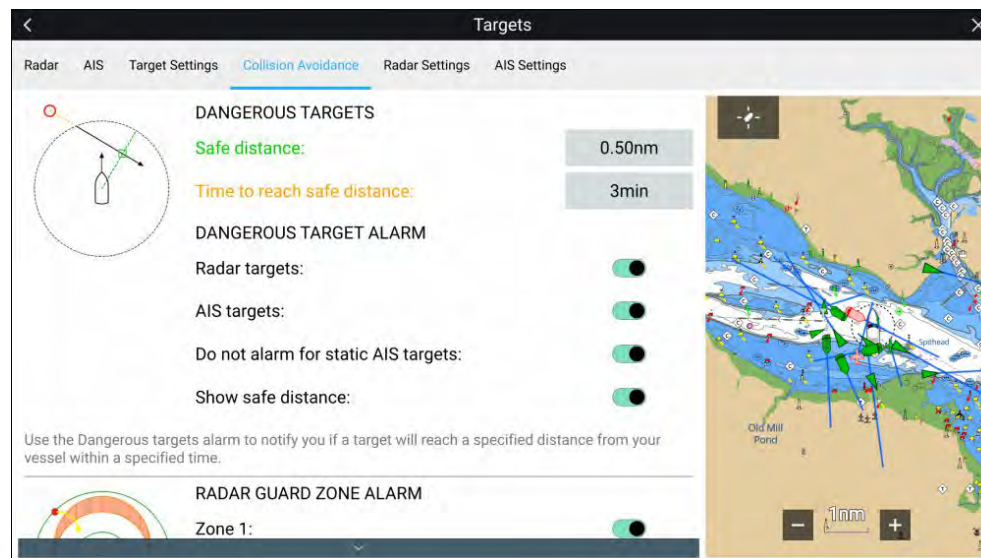 Targets
Radar AIS Target Settings Collision Avoidance Radar Settings AIS Settings
DANGEROUS TARGETS
Safe distance: 0.50nm
Time to reach safe distance: 3min
DANGEROUS TARGET ALARM
Radar targets:
AIS targets:
Do not alarm for static AIS targets:
Show safe distance:
Use the Dangerous targets alarm to notify you if a target will reach a specified distance from your
vessel within a specified time.
RADAR GUARD ZONE ALARM
Zone 1:
Spithead
Old Mill
Pond
1nm